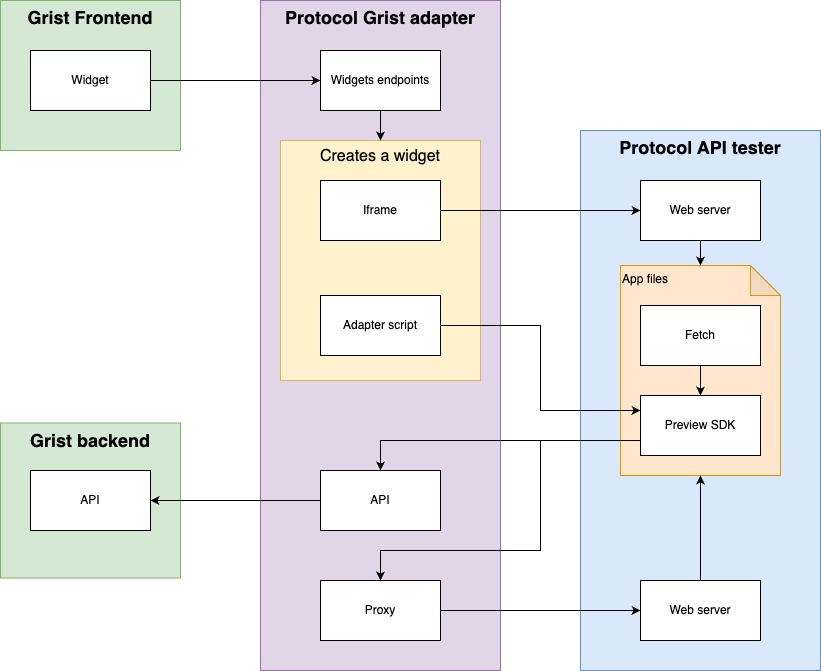 Grist Frontend
Widget
Protocol Grist adapter
Widgets endpoints
Creates a widget
Iframe
Adapter script
API
Proxy
Protocol API tester
Web server
App files
Fetch
Preview SDK
Web server
Grist backend
API